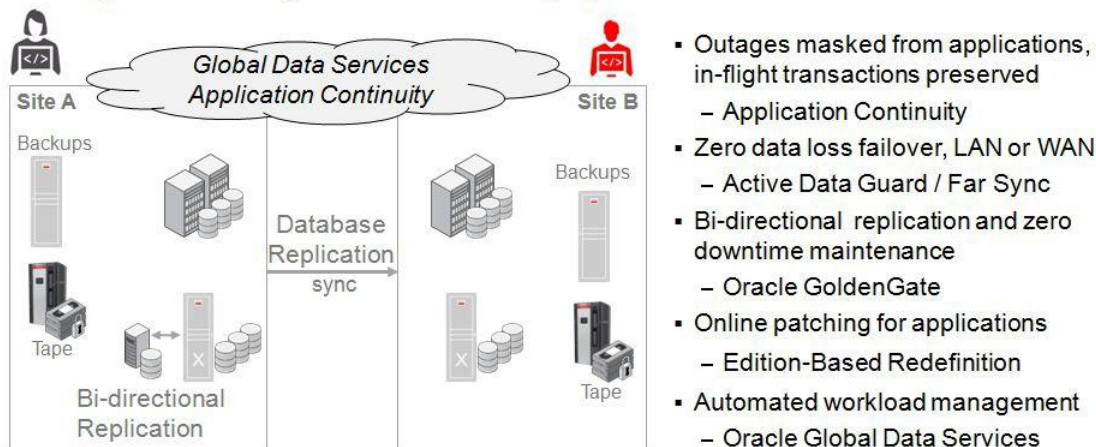 </>
</>
Global Data Services
Application Continuity
Site A
Site B
Backups
Backups
Database
Replication
sync
Tape
X
X
Tape
Bi-directional
Replication
▪ Outages masked from applications,
in-flight transactions preserved
– Application Continuity
▪ Zero data loss failover, LAN or WAN
– Active Data Guard / Far Sync
▪ Bi-directional replication and zero
downtime maintenance
– Oracle GoldenGate
▪ Online patching for applications
– Edition-Based Redefinition
▪ Automated workload management
– Oracle Global Data Services